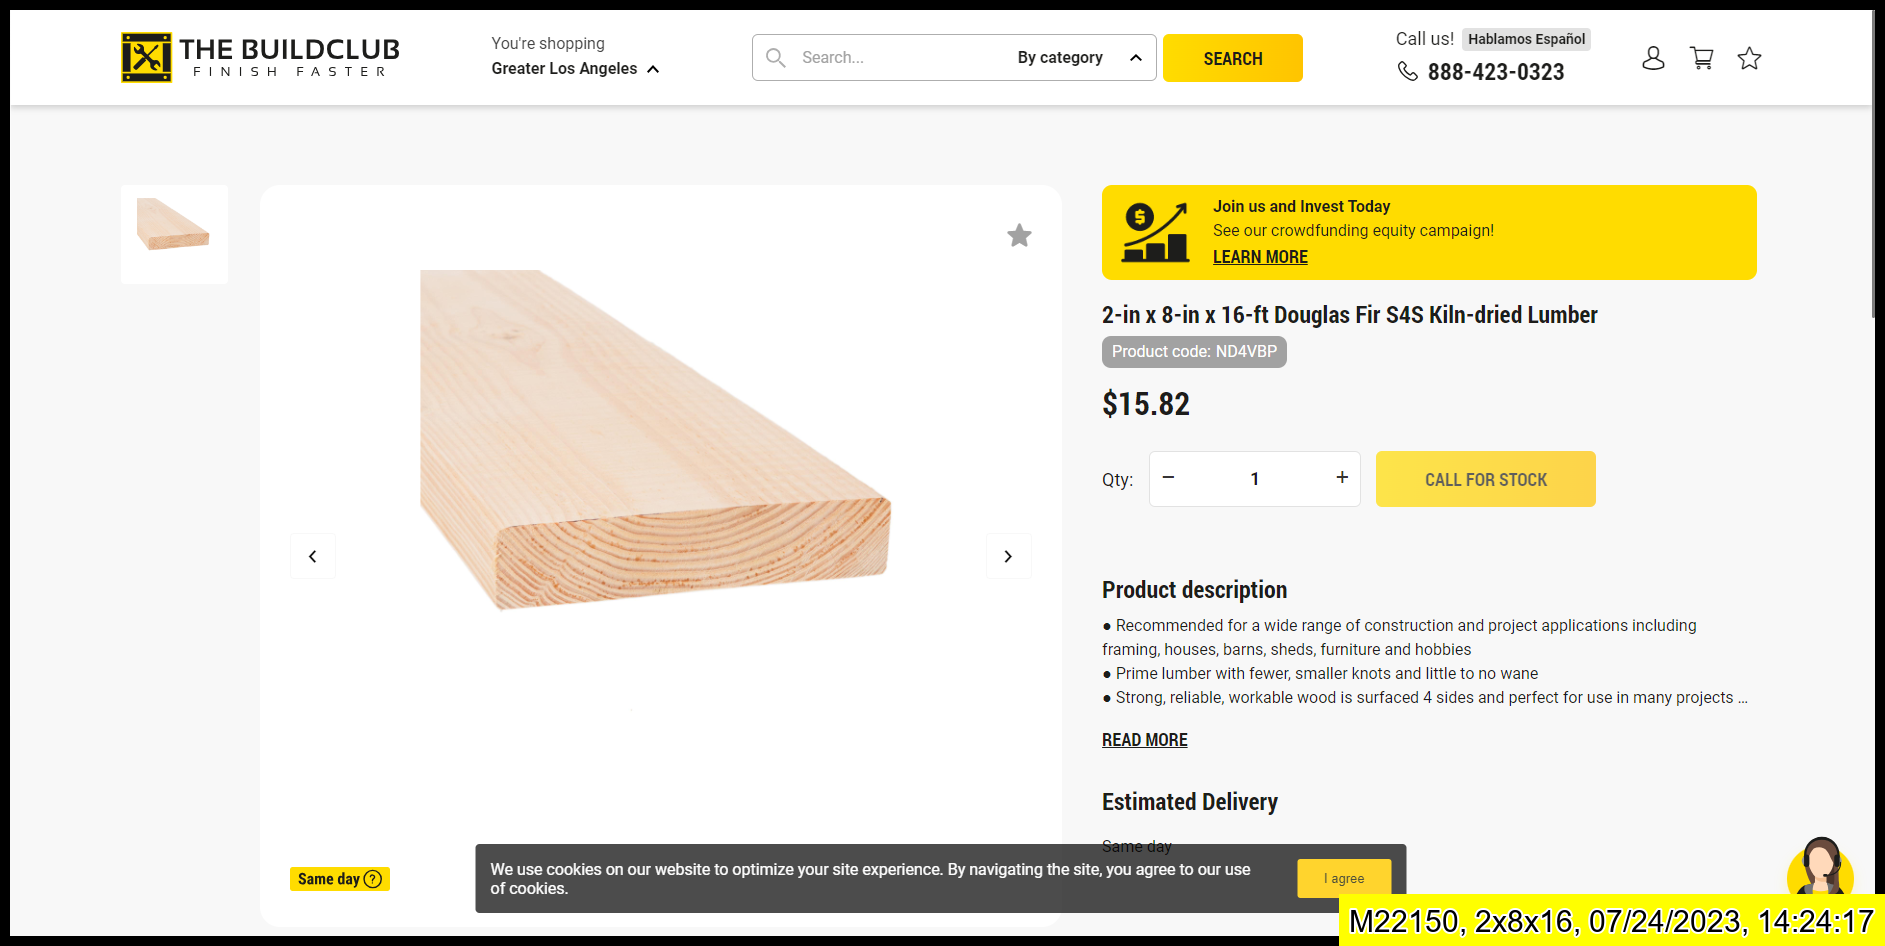 THE BUILDCLUB
FINISH FASTER
You're shopping
Greater Los Angeles
Search...
By category
SEARCH
Call us! Hablamos Español
888-423-0323
Join us and Invest Today
See our crowdfunding equity campaign!
LEARN MORE
2-in x 8-in x 16-ft Douglas Fir S4S Kiln-dried Lumber
Product code: ND4VBP
$15.82
Qty: − 1 + CALL FOR STOCK
Product description
● Recommended for a wide range of construction and project applications including
framing, houses, barns, sheds, furniture and hobbies
● Prime lumber with fewer, smaller knots and little to no wane
● Strong, reliable, workable wood is surfaced 4 sides and perfect for use in many projects ...
READ MORE
Estimated Delivery
Same day
Same day ?
We use cookies on our website to optimize your site experience. By navigating the site, you agree to our use
of cookies.
I agree
M22150, 2x8x16, 07/24/2023, 14:24:17